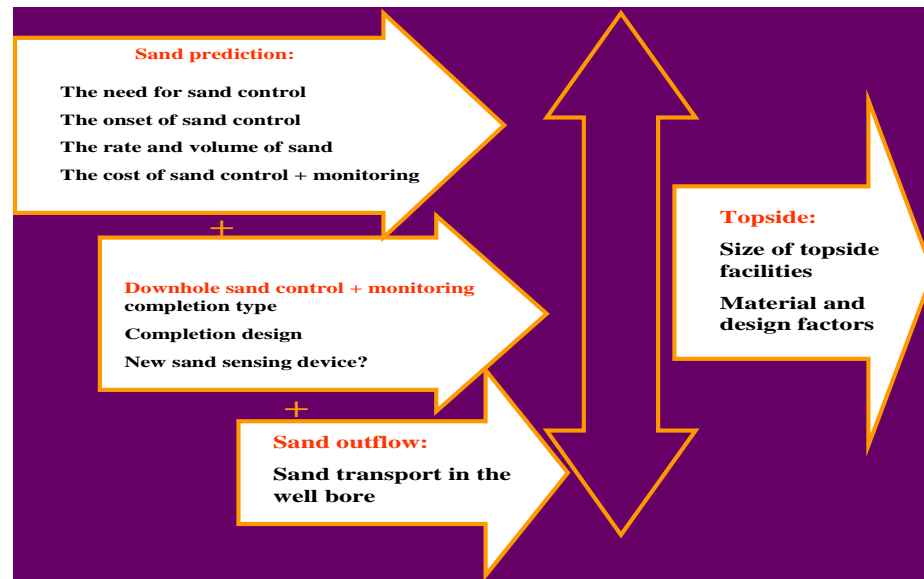 Sand prediction:
The need for sand control
The onset of sand control
The rate and volume of sand
The cost of sand control + monitoring
+
Downhole sand control + monitoring
completion type
Completion design
New sand sensing device?
+
Sand outflow:
Sand transport in the
well bore
Topside:
Size of topside
facilities
Material and
design factors